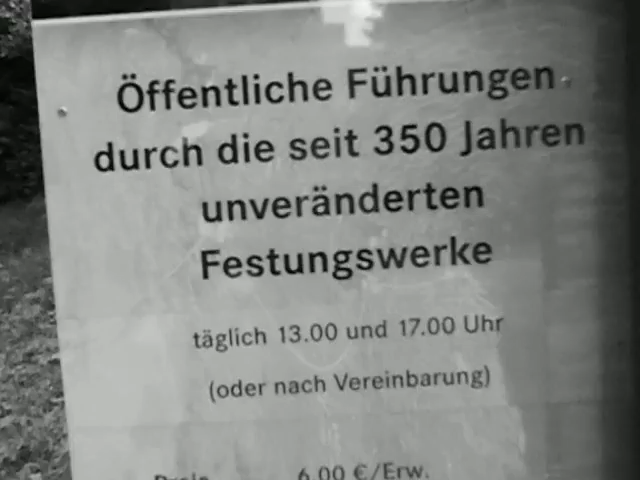 Öffentliche Führungen
durch die seit 350 Jahren
unveränderten
Festungswerke
täglich 13.00 und 17.00 Uhr
(oder nach Vereinbarung)
Preis 6,00 €/Erw.